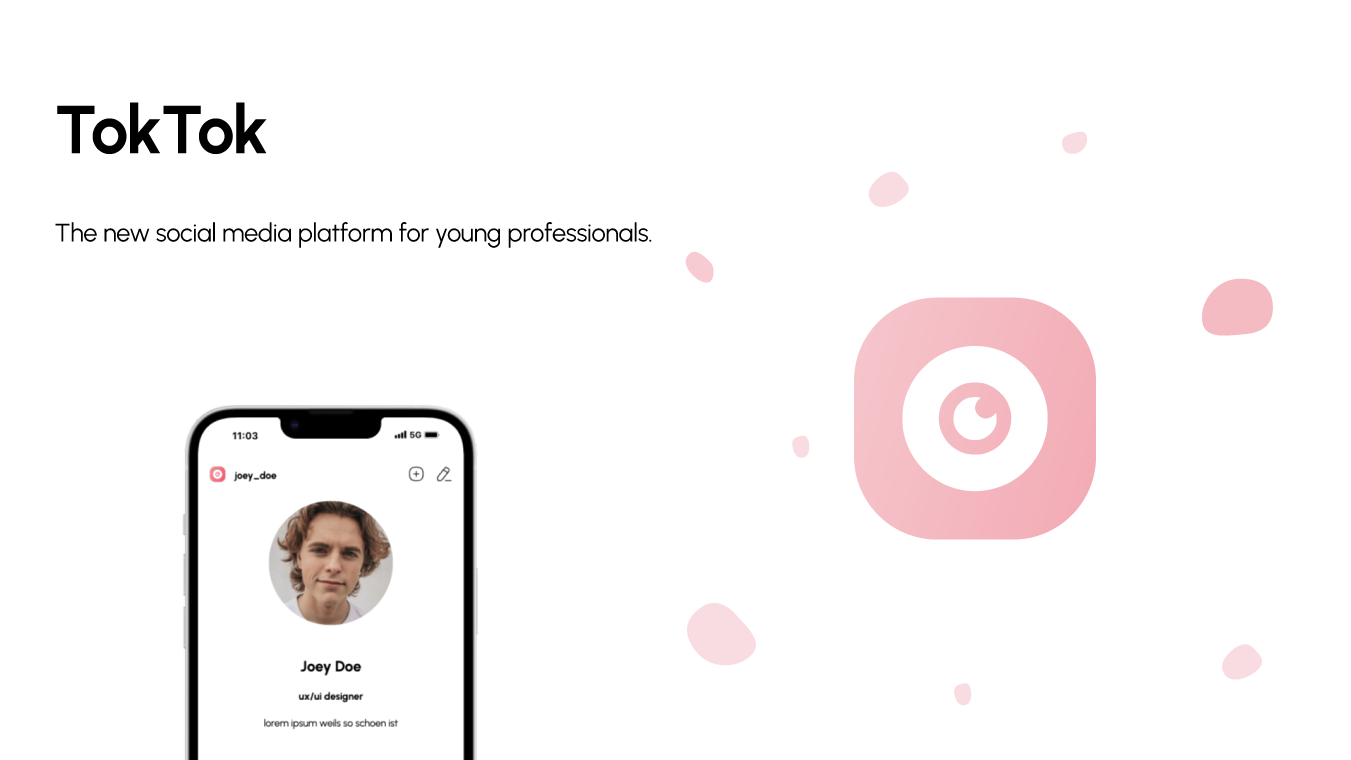 TokTok
The new social media platform for young professionals.
11:03
5G
joey_doe
Joey Doe
ux/ui designer
lorem ipsum weils so schoen ist